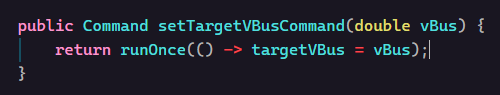 public Command setTargetVBusCommand(double vBus) {
    return runOnce(() -> targetVBus = vBus);
}